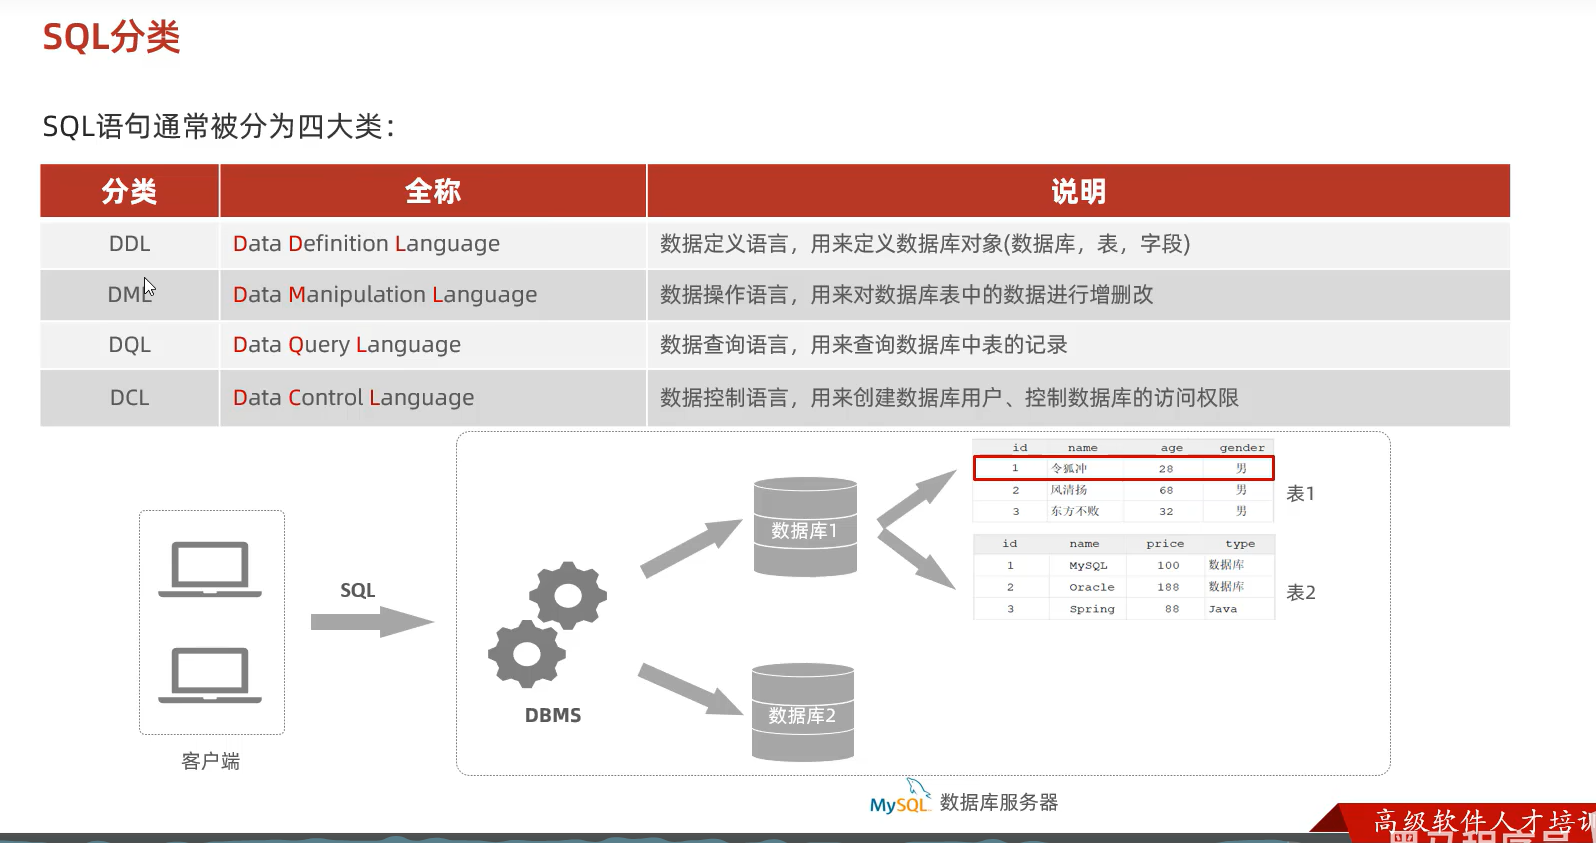 SQL分类
SQL语句通常被分为四大类：
分类 全称 说明
DDL Data Definition Language 数据定义语言，用来定义数据库对象(数据库，表，字段)
DML Data Manipulation Language 数据操作语言，用来对数据库表中的数据进行增删改
DQL Data Query Language 数据查询语言，用来查询数据库中表的记录
DCL Data Control Language 数据控制语言，用来创建数据库用户、控制数据库的访问权限
id name age gender
1 令狐冲 28 男
2 风清扬 68 男
3 东方不败 32 男
表1
数据库1
id name price type
1 MySQL 100 数据库
2 Oracle 188 数据库
3 Spring 88 Java
表2
SQL
DBMS
数据库2
客户端
MySQL 数据库服务器
高级软件人才培训